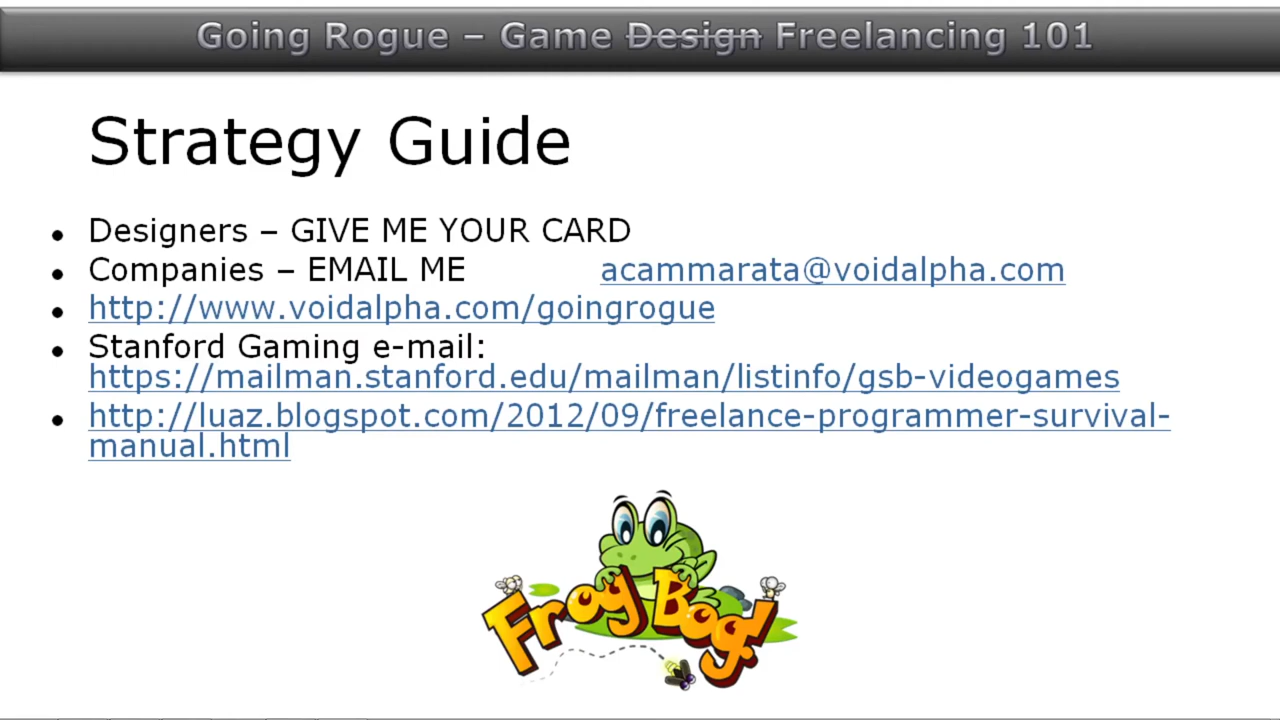 Going Rogue – Game Design Freelancing 101
Strategy Guide
• Designers – GIVE ME YOUR CARD
• Companies – EMAIL ME acammarata@voidalpha.com
• http://www.voidalpha.com/goingrogue
• Stanford Gaming e-mail:
https://mailman.stanford.edu/mailman/listinfo/gsb-videogames
• http://luaz.blogspot.com/2012/09/freelance-programmer-survival-
manual.html
Frog Bog!